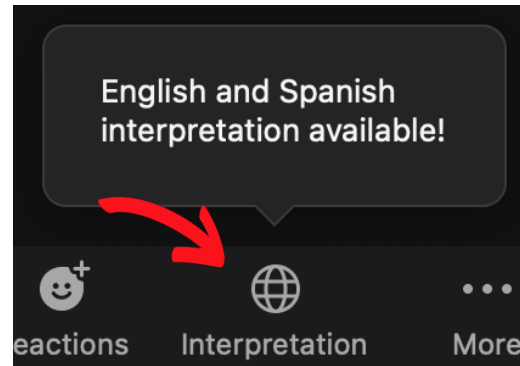 English and Spanish
interpretation available!
eactions Interpretation More